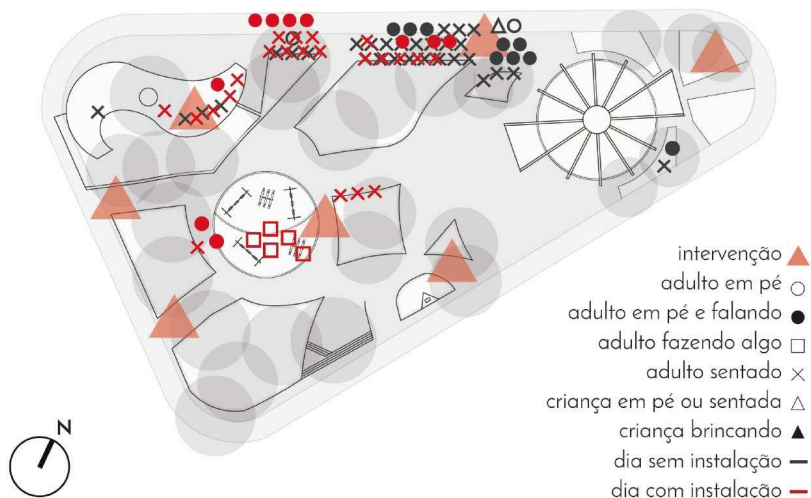 intervenção
adulto em pé
adulto em pé e falando
adulto fazendo algo
adulto sentado
criança em pé ou sentada
criança brincando
dia sem instalação
dia com instalação
N